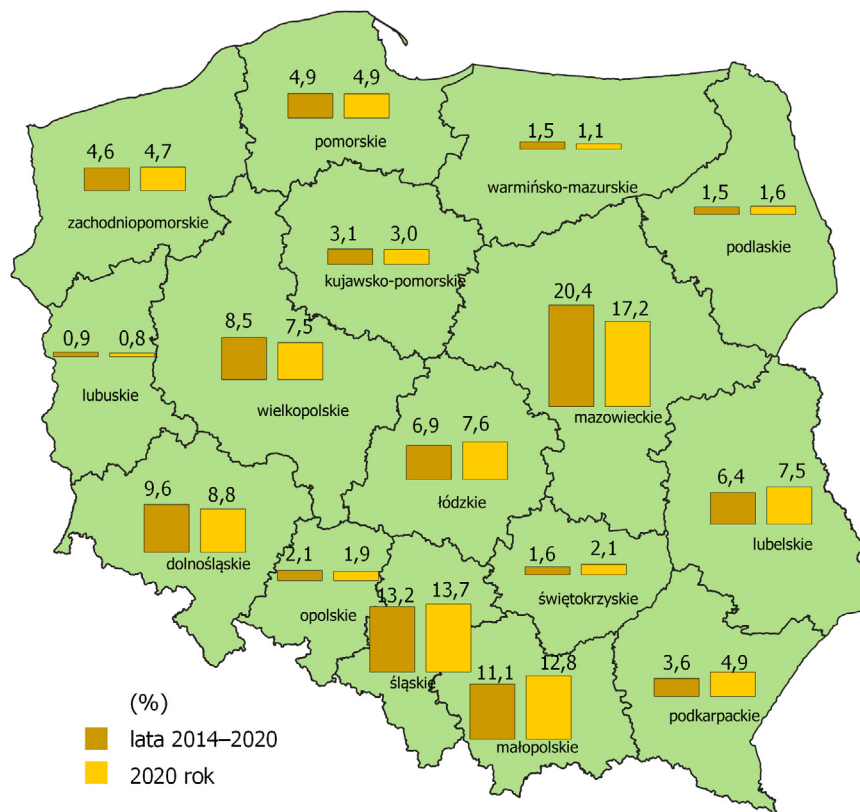 4,9 4,9
pomorskie
1,5 1,1
warmińsko-mazurskie
4,6 4,7
zachodniopomorskie
1,5 1,6
podlaskie
3,1 3,0
kujawsko-pomorskie
20,4 17,2
mazowieckie
0,9 0,8
lubuskie
8,5 7,5
wielkopolskie
6,9 7,6
łódzkie
6,4 7,5
lubelskie
9,6 8,8
dolnośląskie
2,1 1,9
opolskie
1,6 2,1
świętokrzyskie
13,2 13,7
śląskie
11,1 12,8
małopolskie
3,6 4,9
podkarpackie
(%)
lata 2014–2020
2020 rok